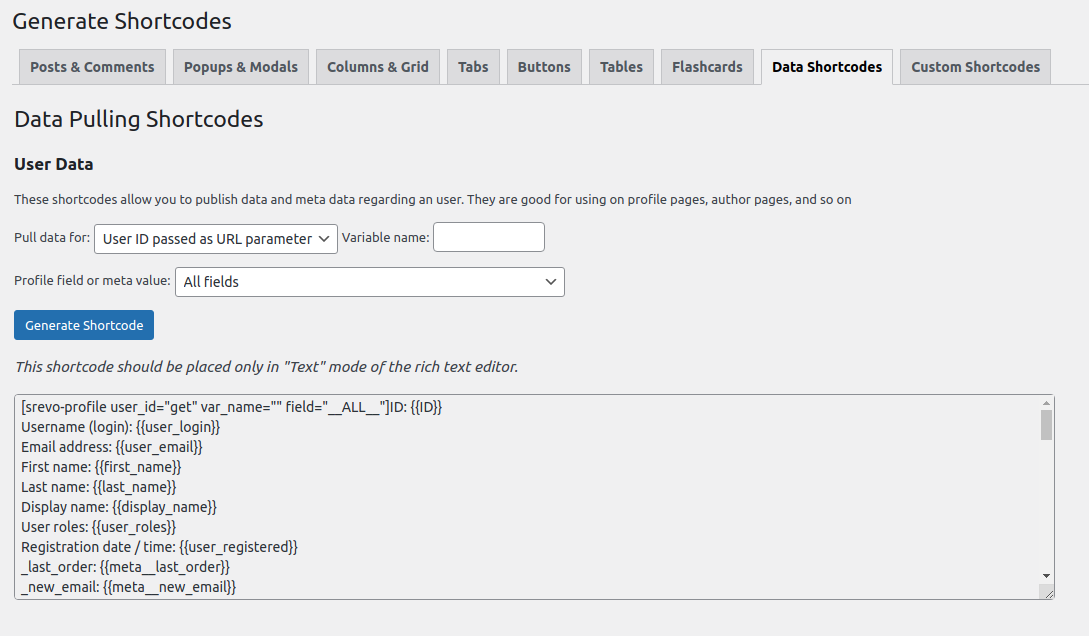 Generate Shortcodes
Posts & Comments Popups & Modals Columns & Grid Tabs Buttons Tables Flashcards Data Shortcodes Custom Shortcodes
Data Pulling Shortcodes
User Data
These shortcodes allow you to publish data and meta data regarding an user. They are good for using on profile pages, author pages, and so on
Pull data for: User ID passed as URL parameter Variable name:
Profile field or meta value: All fields
Generate Shortcode
This shortcode should be placed only in "Text" mode of the rich text editor.
[srevo-profile user_id="get" var_name="" field="__ALL__"]ID: {{ID}}
Username (login): {{user_login}}
Email address: {{user_email}}
First name: {{first_name}}
Last name: {{last_name}}
Display name: {{display_name}}
User roles: {{user_roles}}
Registration date / time: {{user_registered}}
_last_order: {{meta__last_order}}
_new_email: {{meta__new_email}}